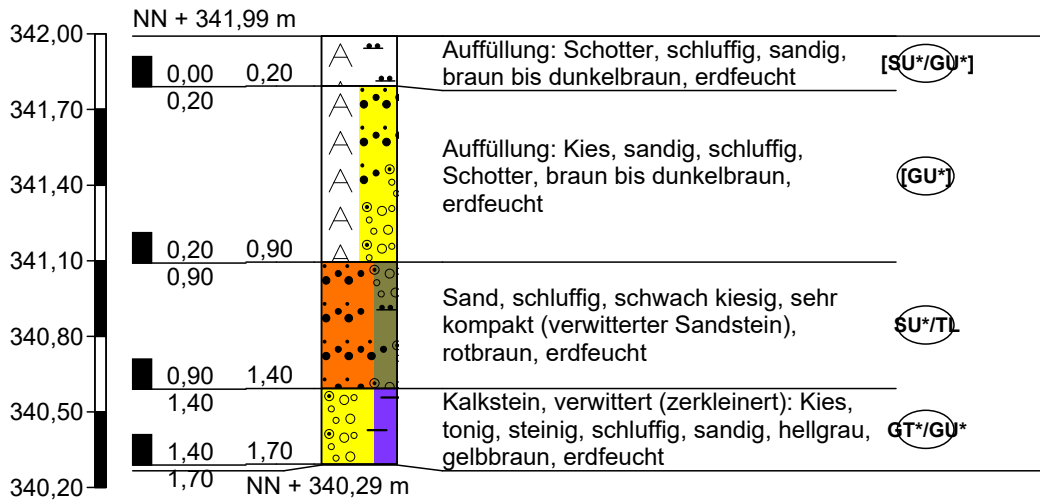 NN + 341,99 m
342,00
0,00 0,20
Auffüllung: Schotter, schluffig, sandig,
braun bis dunkelbraun, erdfeucht
[SU*/GU*]
341,70
0,20
341,40
Auffüllung: Kies, sandig, schluffig,
Schotter, braun bis dunkelbraun,
erdfeucht
[GU*]
0,20 0,90
341,10
0,90
340,80
Sand, schluffig, schwach kiesig, sehr
kompakt (verwitterter Sandstein),
rotbraun, erdfeucht
SU*/TL
0,90 1,40
340,50
1,40
Kalkstein, verwittert (zerkleinert): Kies,
tonig, steinig, schluffig, sandig, hellgrau,
gelbbraun, erdfeucht
GT*/GU*
1,40 1,70
340,20
1,70
NN + 340,29 m